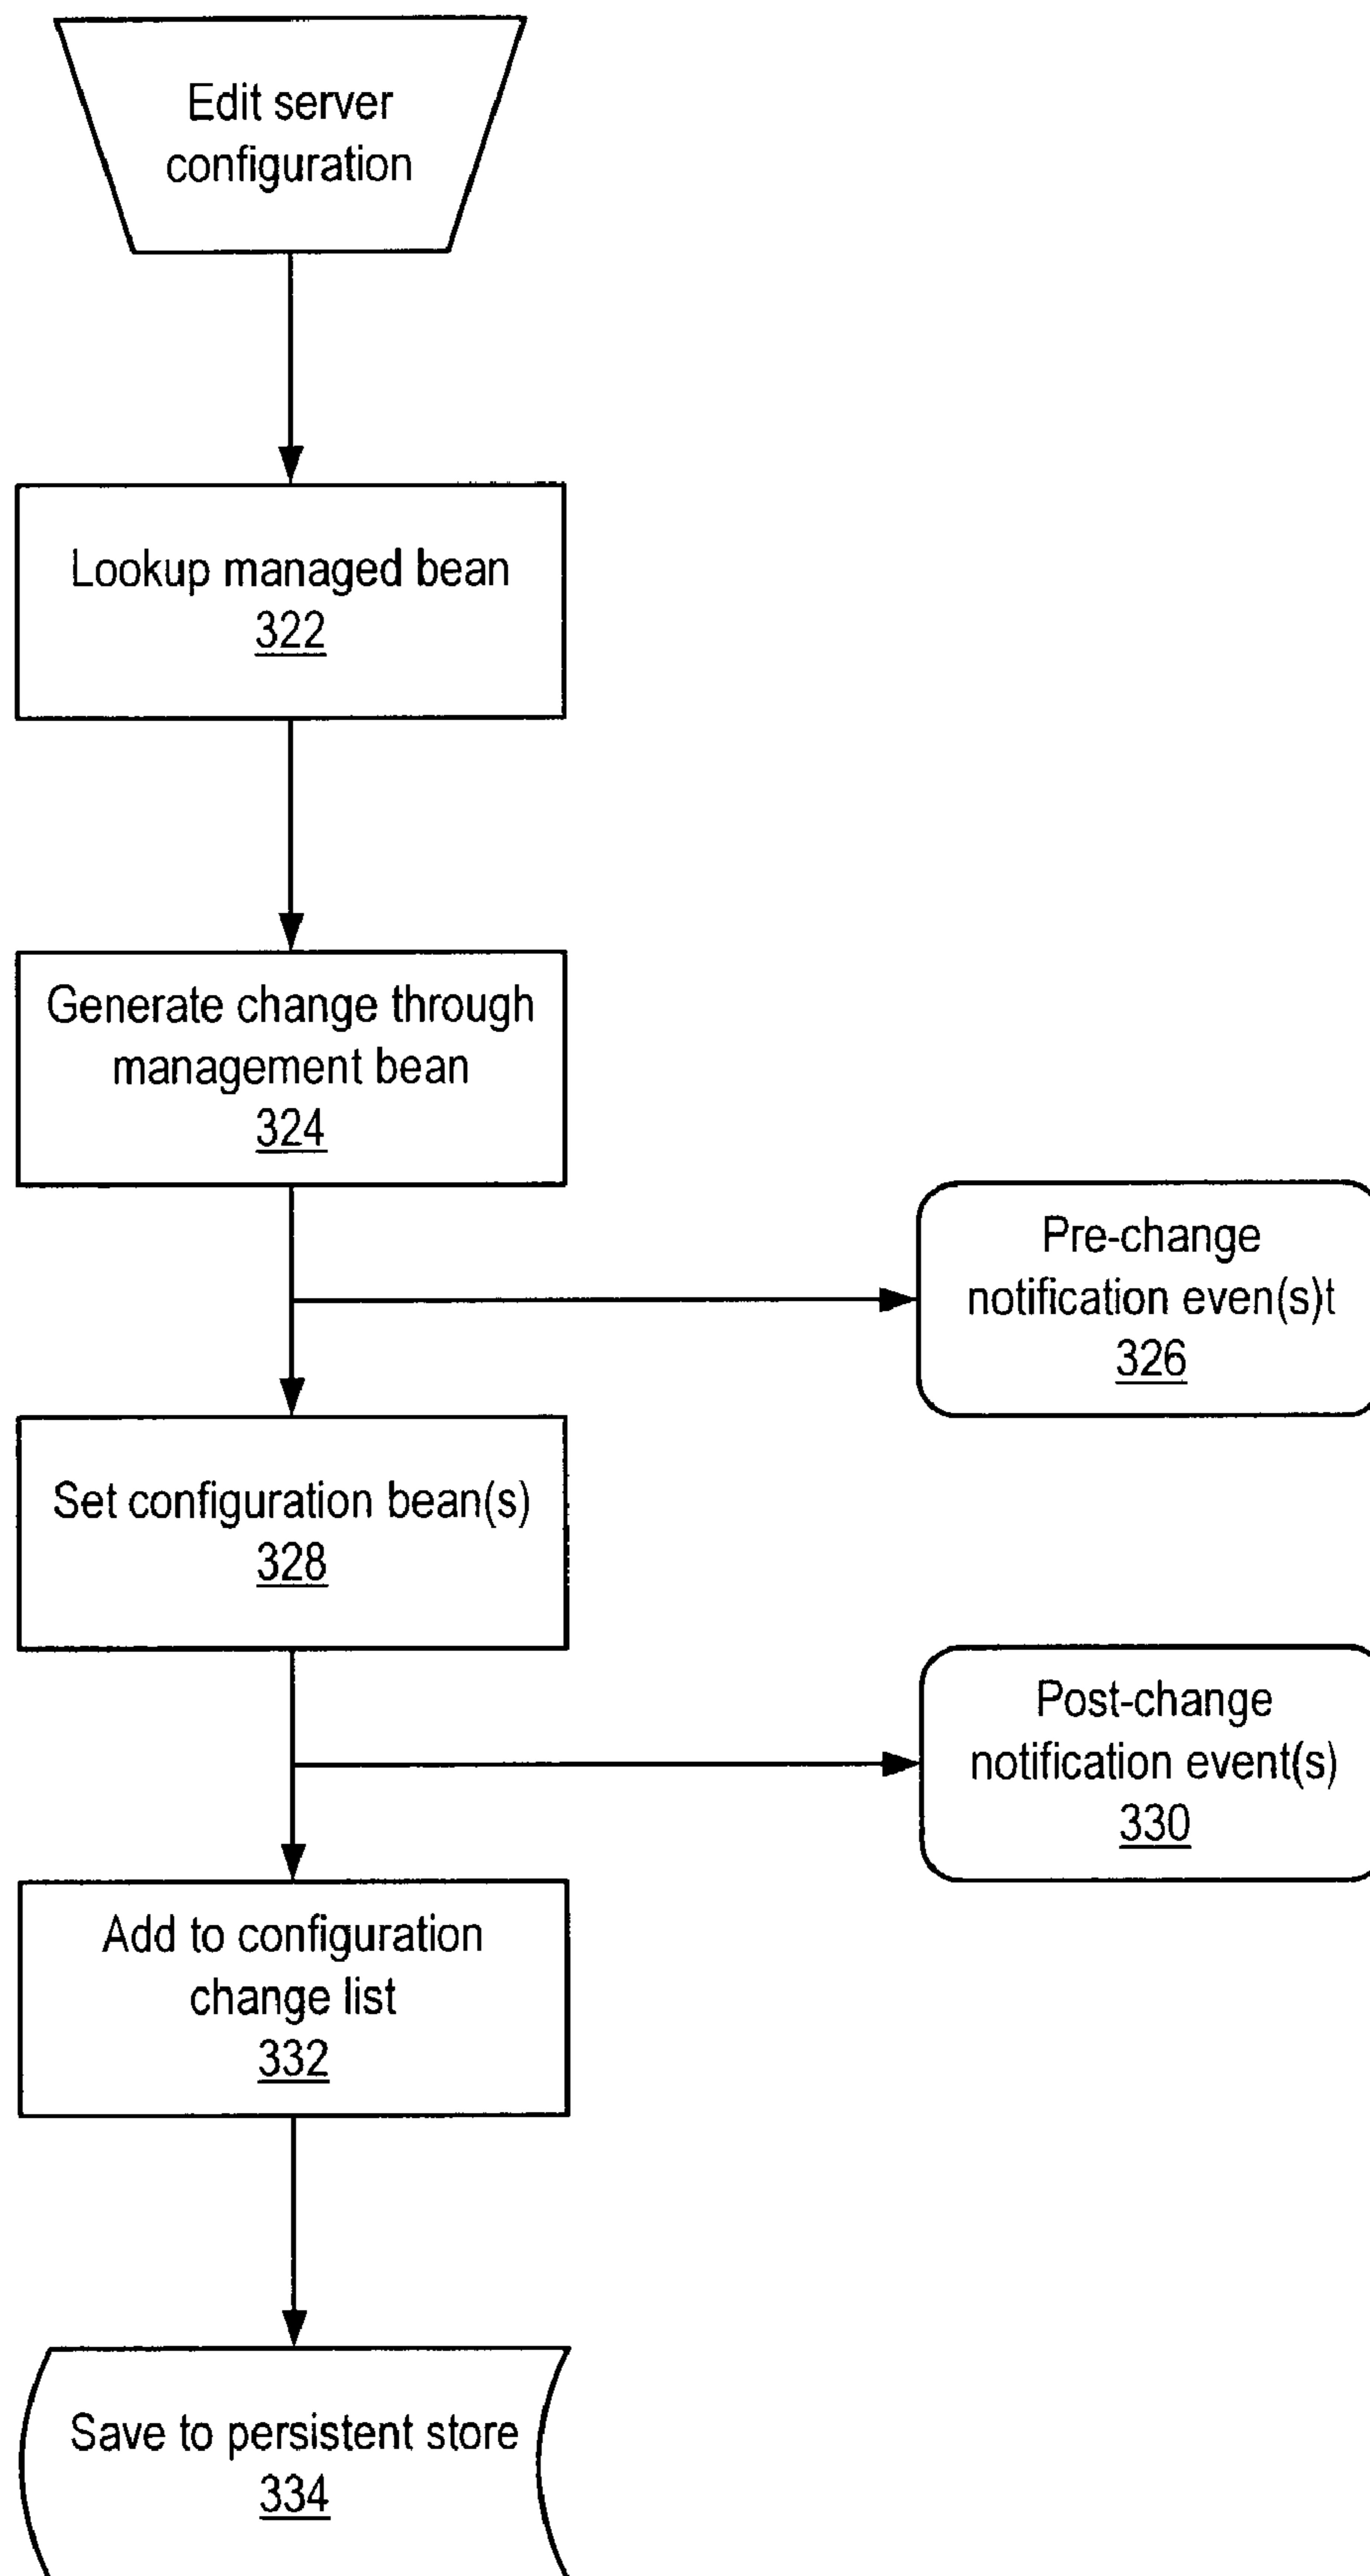 Edit server
configuration
Lookup managed bean
322
Generate change through
management bean
324
Pre-change
notification even(s)t
326
Set configuration bean(s)
328
Post-change
notification event(s)
330
Add to configuration
change list
332
Save to persistent store
334